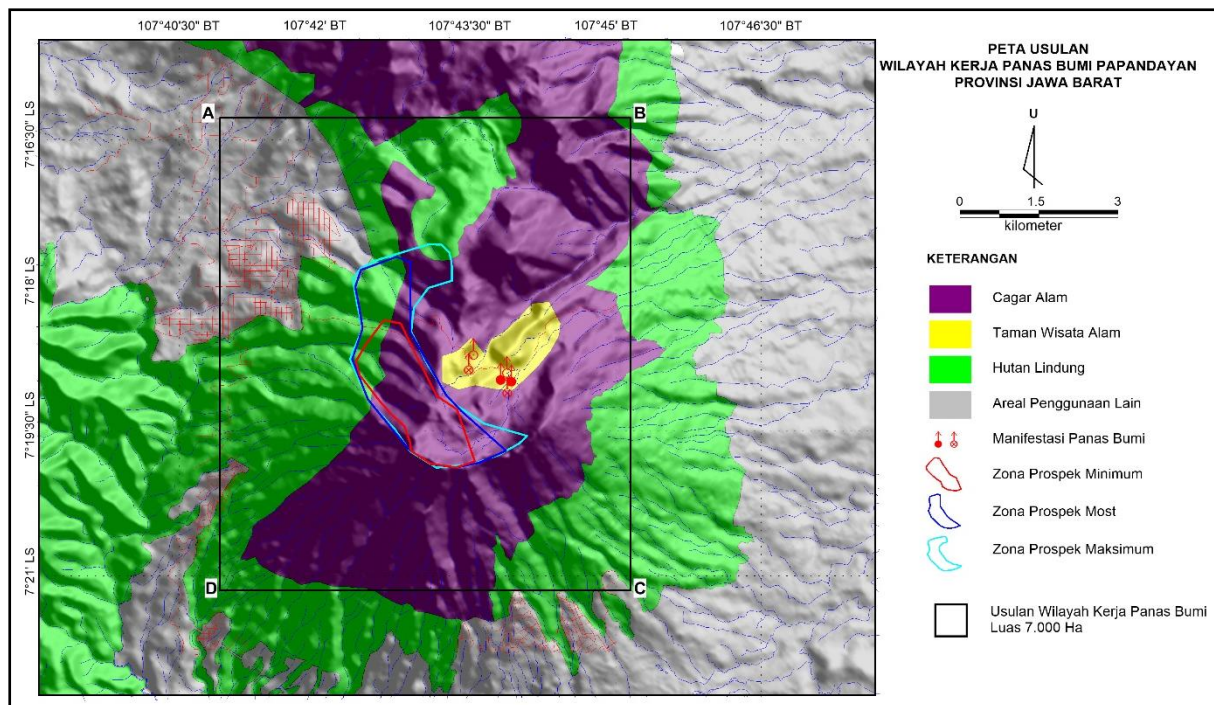 107°40'30" BT
107°42' BT
107°43'30" BT
107°45' BT
107°46'30" BT
7°16'30" LS
7°18' LS
7°19'30" LS
7°21' LS
A
B
C
D
PETA USULAN
WILAYAH KERJA PANAS BUMI PAPANDAYAN
PROVINSI JAWA BARAT
U
0 1.5 3
kilometer
KETERANGAN
Cagar Alam
Taman Wisata Alam
Hutan Lindung
Areal Penggunaan Lain
Manifestasi Panas Bumi
Zona Prospek Minimum
Zona Prospek Most
Zona Prospek Maksimum
Usulan Wilayah Kerja Panas Bumi
Luas 7.000 Ha